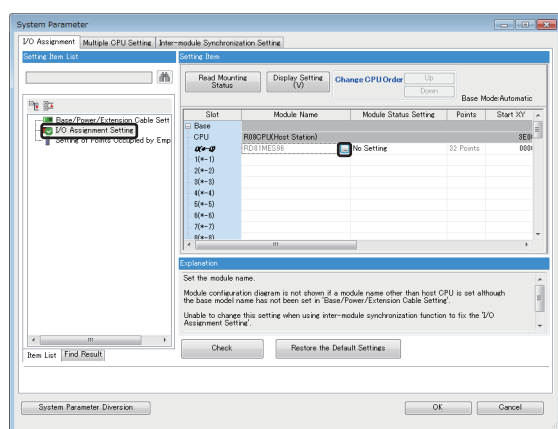 System Parameter
I/O Assignment Multiple CPU Setting Inter-module Synchronization Setting
Setting Item List
Setting Item
Read Mounting Status
Display Setting (V)
Change CPU Order
Up
Down
Base Mode:Automatic
Base/Power/Extension Cable Sett
I/O Assignment Setting
Setting of Points Occupied by Emp
Slot Module Name Module Status Setting Points Start XY
Base
CPU R08CPU(Host Station) 3E0
0(*-0) RD81MES96 No Setting 32 Points 000
1(*-1)
2(*-2)
3(*-3)
4(*-4)
5(*-5)
6(*-6)
7(*-7)
8(*-8)
Explanation
Set the module name.
Module configuration diagram is not shown if a module name other than host CPU is set although
the base model name has not been set in 'Base/Power/Extension Cable Setting'.
Unable to change this setting when using inter-module synchronization function to fix the 'I/O
Assignment Setting'.
Item List Find Result
Check
Restore the Default Settings
System Parameter Diversion
OK
Cancel